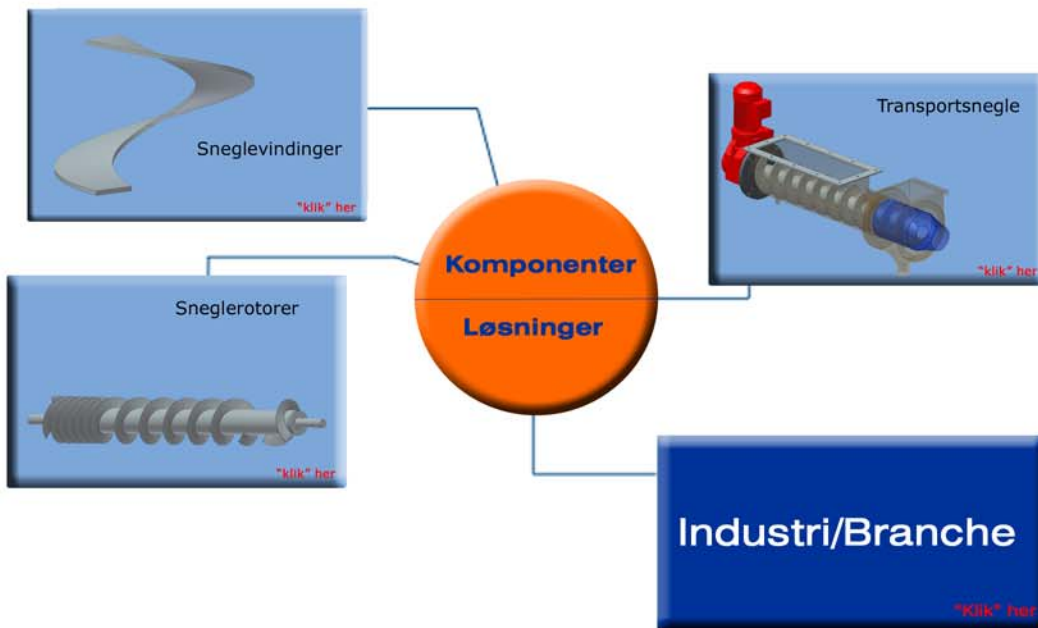 Sneglevindinger
"klik" her
Transportsnegle
"klik" her
Komponenter
Løsninger
Sneglerotorer
"klik" her
Industri/Branche
"Klik" her